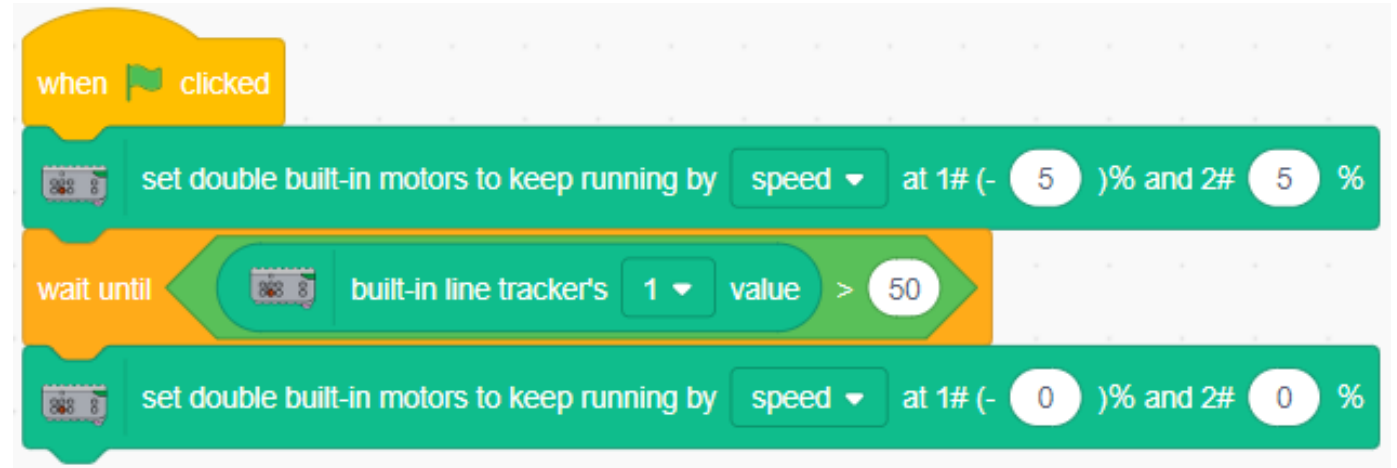 when clicked
set double built-in motors to keep running by speed at 1# (- 5 )% and 2# 5 %
wait until built-in line tracker's 1 value > 50
set double built-in motors to keep running by speed at 1# (- 0 )% and 2# 0 %